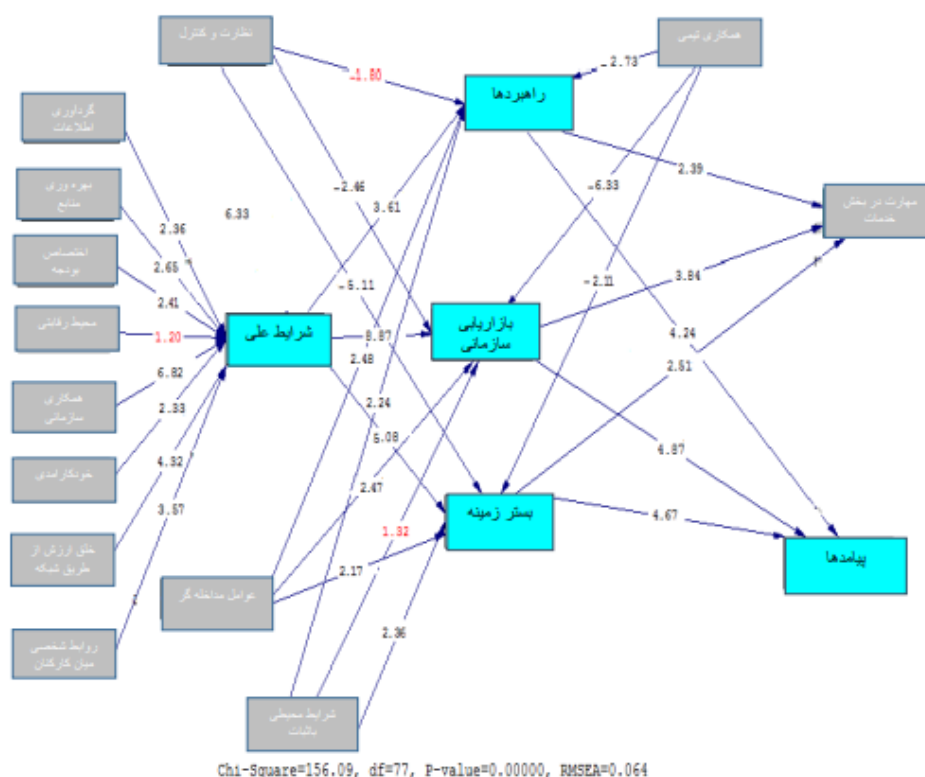 نظارت و کنترل
همکاری تیمی
-1.80
-2.73
راهبردها
گرداوری
اطلاعات
بهره وری
منابع
-2.46
-6.33
2.39
مهارت در بخش
خدمات
6.33
3.61
2.36
اختصاص
بودجه
2.65
-5.11
-2.11
3.84
2.41
محیط رقابتی
1.20
شرایط علی
8.87
بازاریابی
سازمانی
4.24
2.48
2.51
6.82
همکاری
سازمانی
2.33
2.24
5.08
4.87
خودکارامدی
4.32
2.47
3.57
1.32
بستر زمینه
4.67
خلق ارزش از
طریق شبکه
2.17
پیامدها
عوامل مداخله گر
2.36
روابط شخصی
میان کارکنان
شرایط محیطی
باثبات
Chi-Square=156.09, df=77, P-value=0.00000, RMSEA=0.064